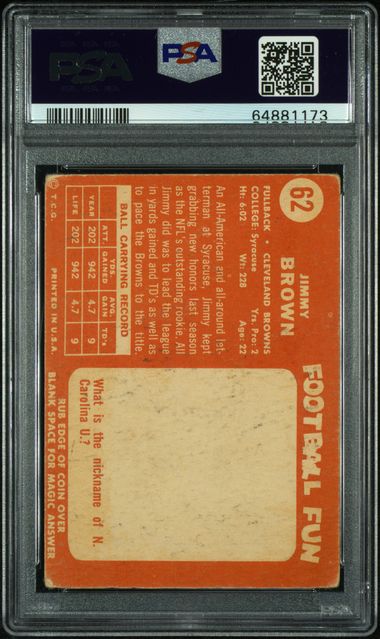 PSA
PSA
64881173
62
JIMMY
BROWN
FULLBACK • CLEVELAND BROWNS
COLLEGE: Syracuse Yrs. Pro: 2
Ht: 6-02 Wt: 228 Age: 22
An All-American and all-around let-
terman at Syracuse, Jimmy kept
grabbing new honors last season
as the NFL's outstanding rookie. All
Jimmy did was to lead the league
in yards gained and TD's as well as
to pace the Browns to the title.
BALL CARRYING RECORD
YEAR ATT. YDS. GAINED AVG. GAIN TD's
YEAR 202 942 4.7 9
LIFE 202 942 4.7 9
© T.C.G. PRINTED IN U.S.A.
FOOTBALL FUN
What is the nickname of N.
Carolina U.?
RUB EDGE OF COIN OVER
BLANK SPACE FOR MAGIC ANSWER